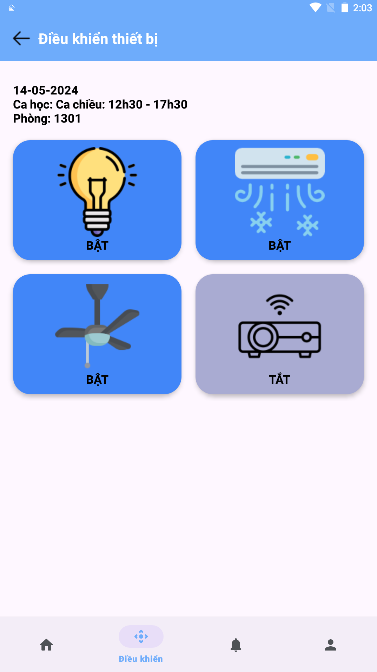 2:03
Điều khiển thiết bị
14-05-2024
Ca học: Ca chiều: 12h30 - 17h30
Phòng: 1301
BẬT
BẬT
BẬT
TẮT
Điều khiển